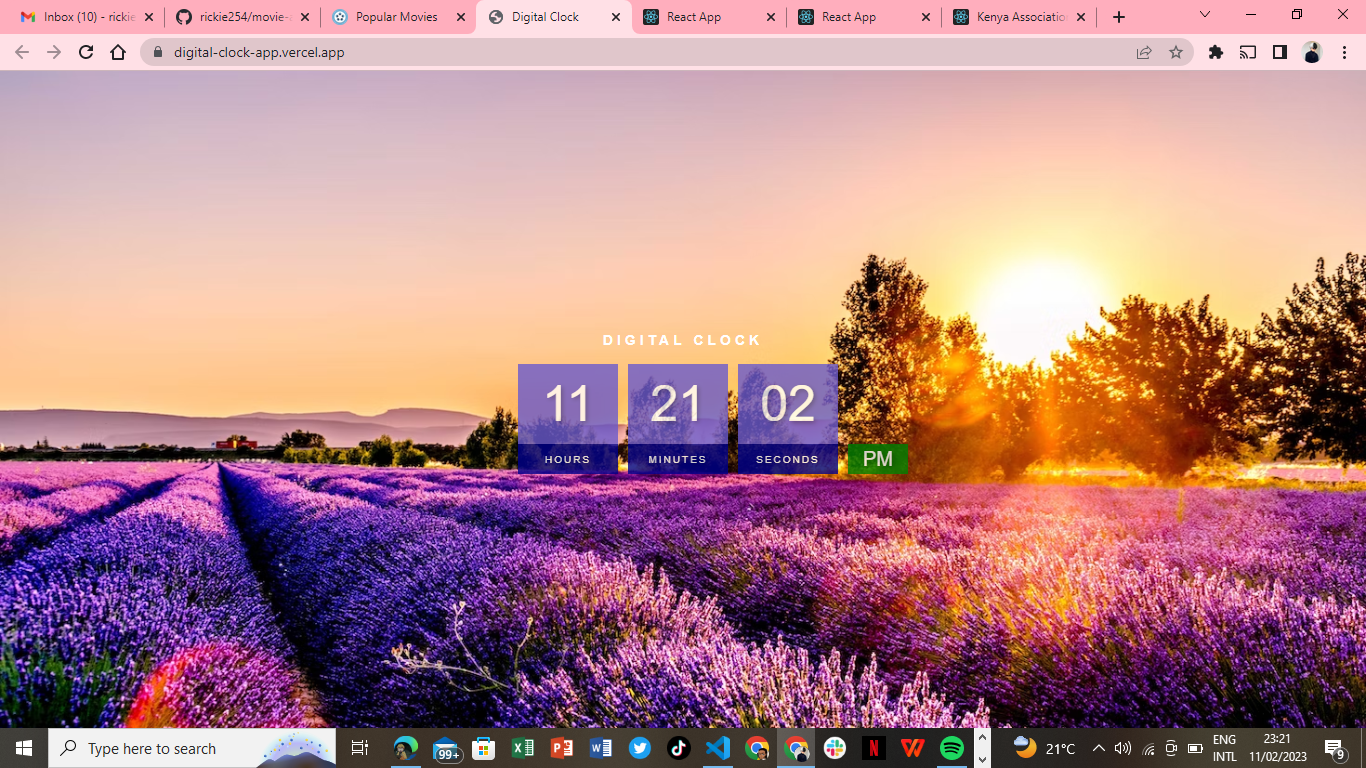 Inbox (10) - rickie
rickie254/movie-
Popular Movies
Digital Clock
React App
React App
Kenya Associatio
digital-clock-app.vercel.app
DIGITAL CLOCK
11 21 02
HOURS MINUTES SECONDS PM
Type here to search
99+
21°C
ENG
INTL
23:21
11/02/2023
9